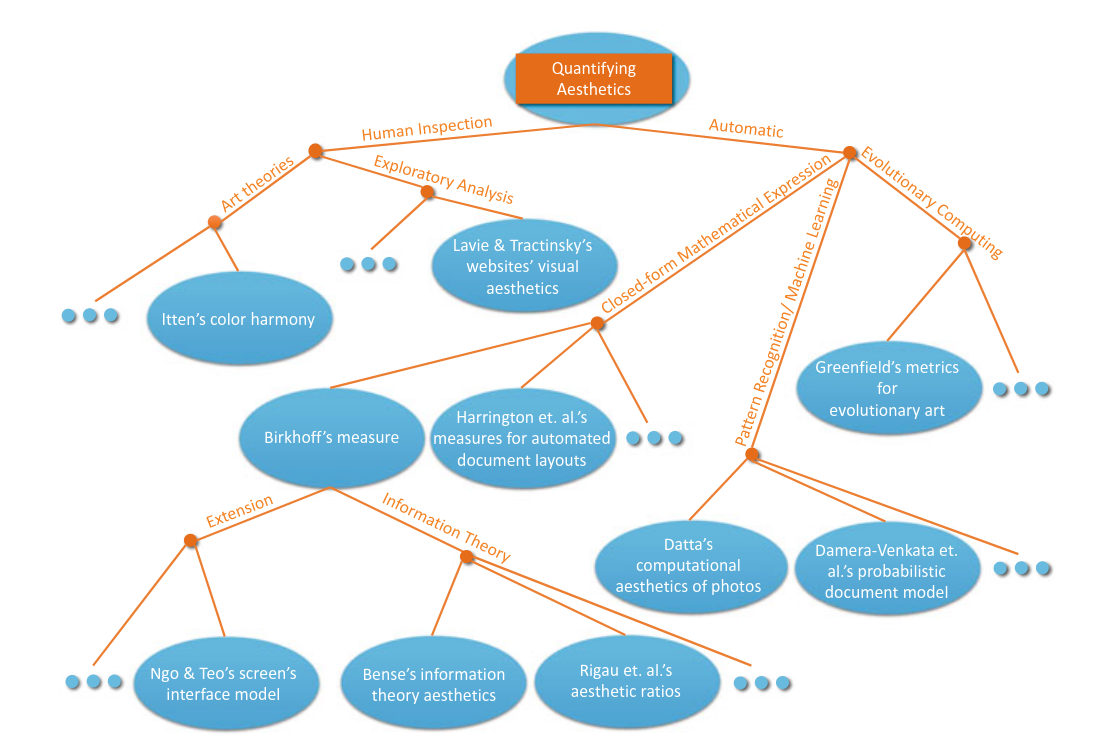 Quantifying
Aesthetics
Human Inspection
Automatic
Art theories
Exploratory Analysis
Closed-form Mathematical Expression
Pattern Recognition/ Machine Learning
Evolutionary Computing
Lavie & Tractinsky's
websites' visual
aesthetics
Itten's color harmony
Greenfield's metrics
for
evolutionary art
Birkhoff's measure
Harrington et. al.'s
measures for automated
document layouts
Extension
Information Theory
Datta's
computational
aesthetics of photos
Damera-Venkata et.
al.'s probabilistic
document model
Ngo & Teo's screen's
interface model
Bense's information
theory aesthetics
Rigau et. al.'s
aesthetic ratios